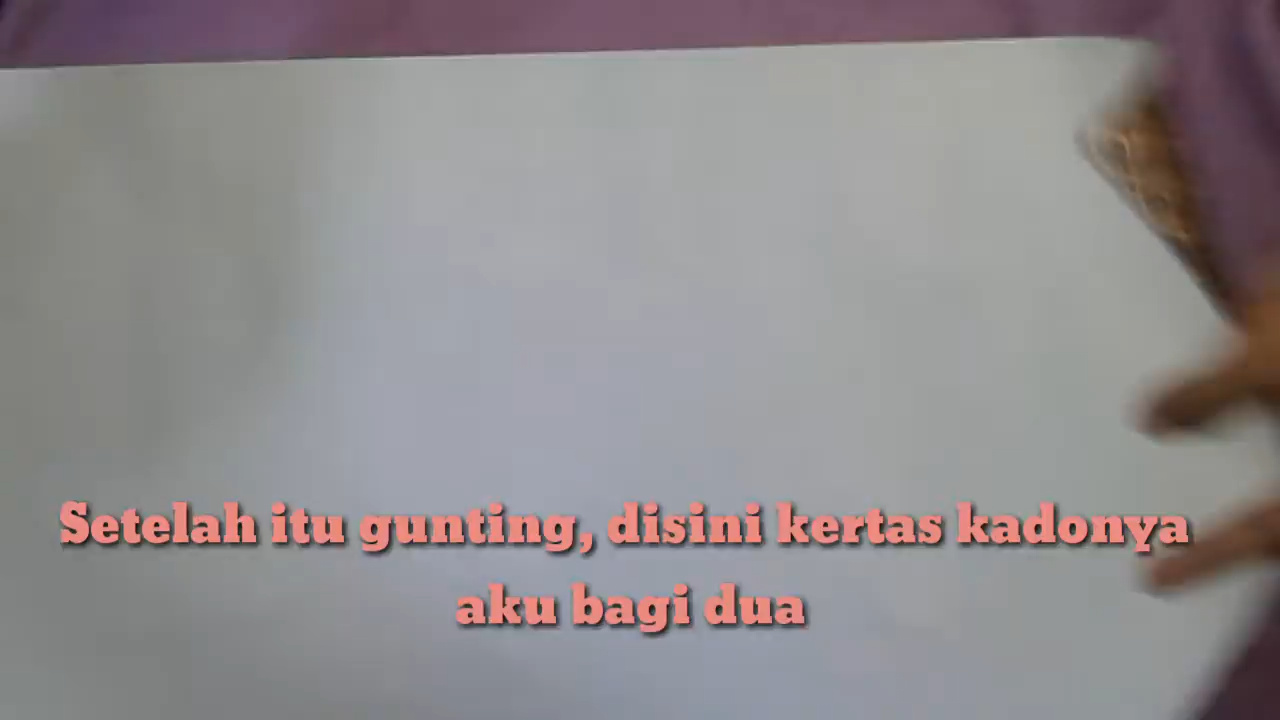 Setelah itu gunting, disini kertas kadonya
aku bagi dua